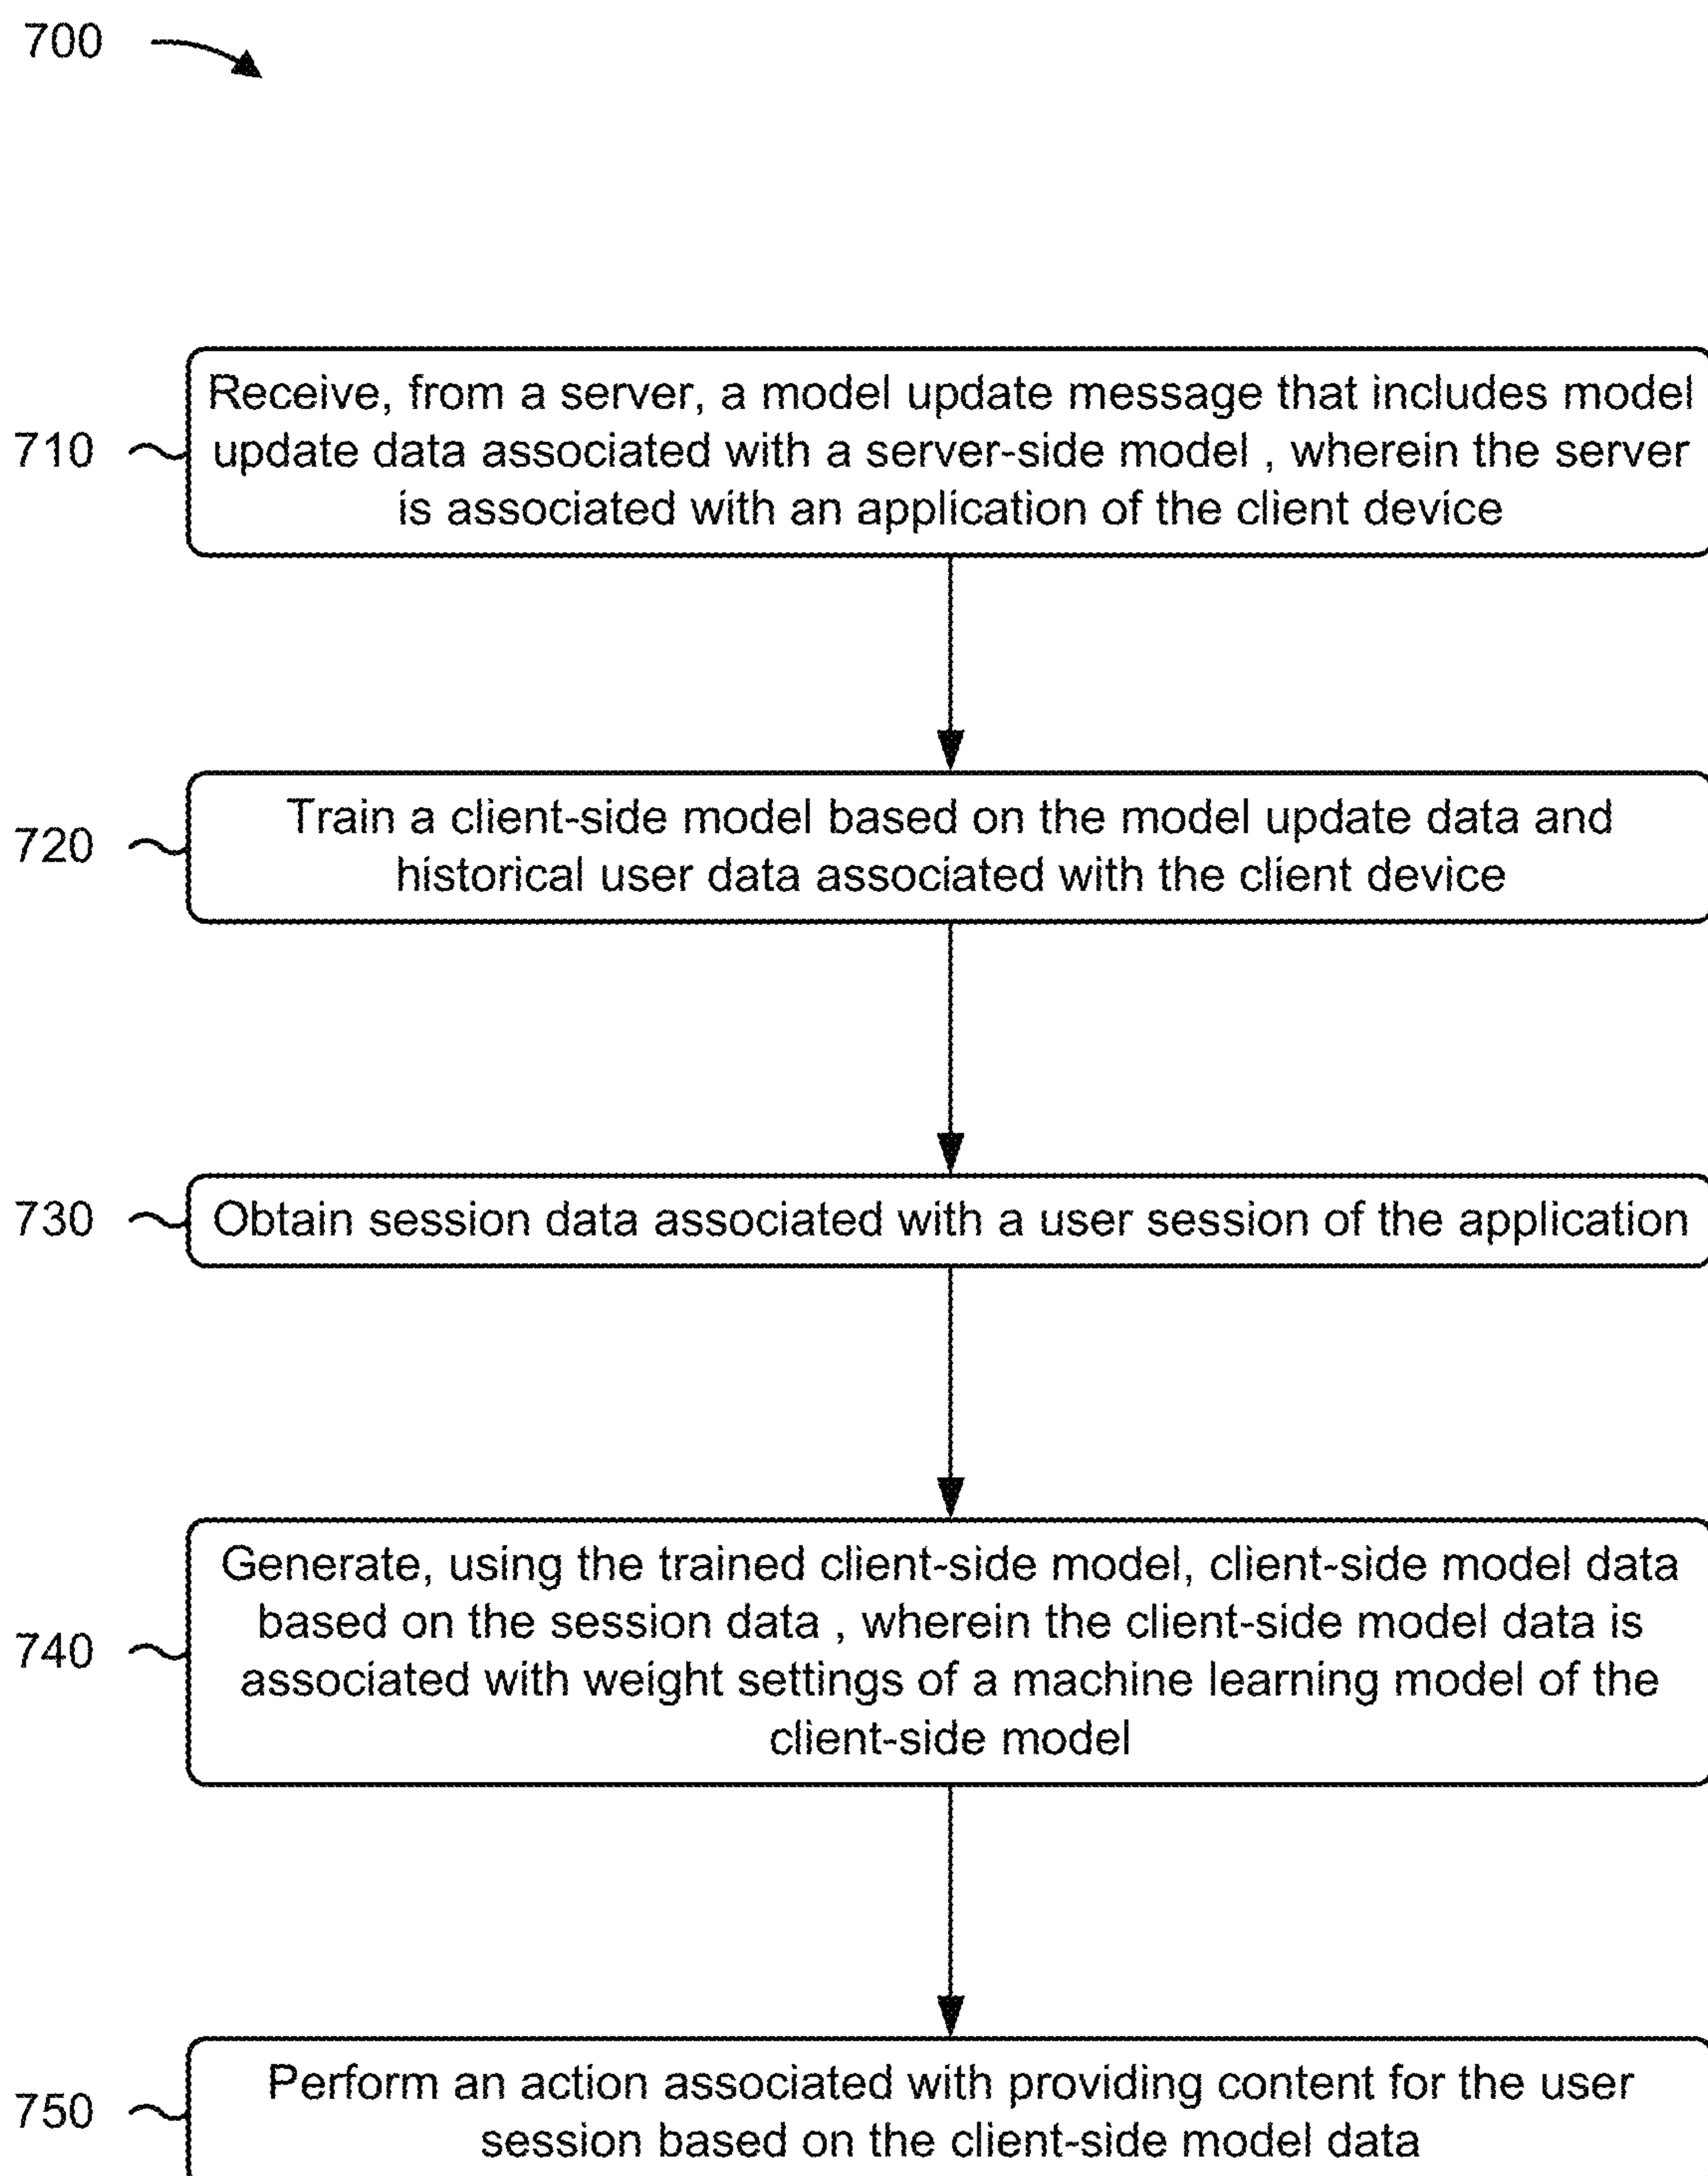 700
Receive, from a server, a model update message that includes model
710
update data associated with a server-side model , wherein the server
is associated with an application of the client device
Train a client-side model based on the model update data and
720
historical user data associated with the client device
730
Obtain session data associated with a user session of the application
Generate, using the trained client-side model, client-side model data
based on the session data , wherein the client-side model data is
740
associated with weight settings of a machine learning model of the
client-side model
Perform an action associated with providing content for the user
750
session based on the client-side model data